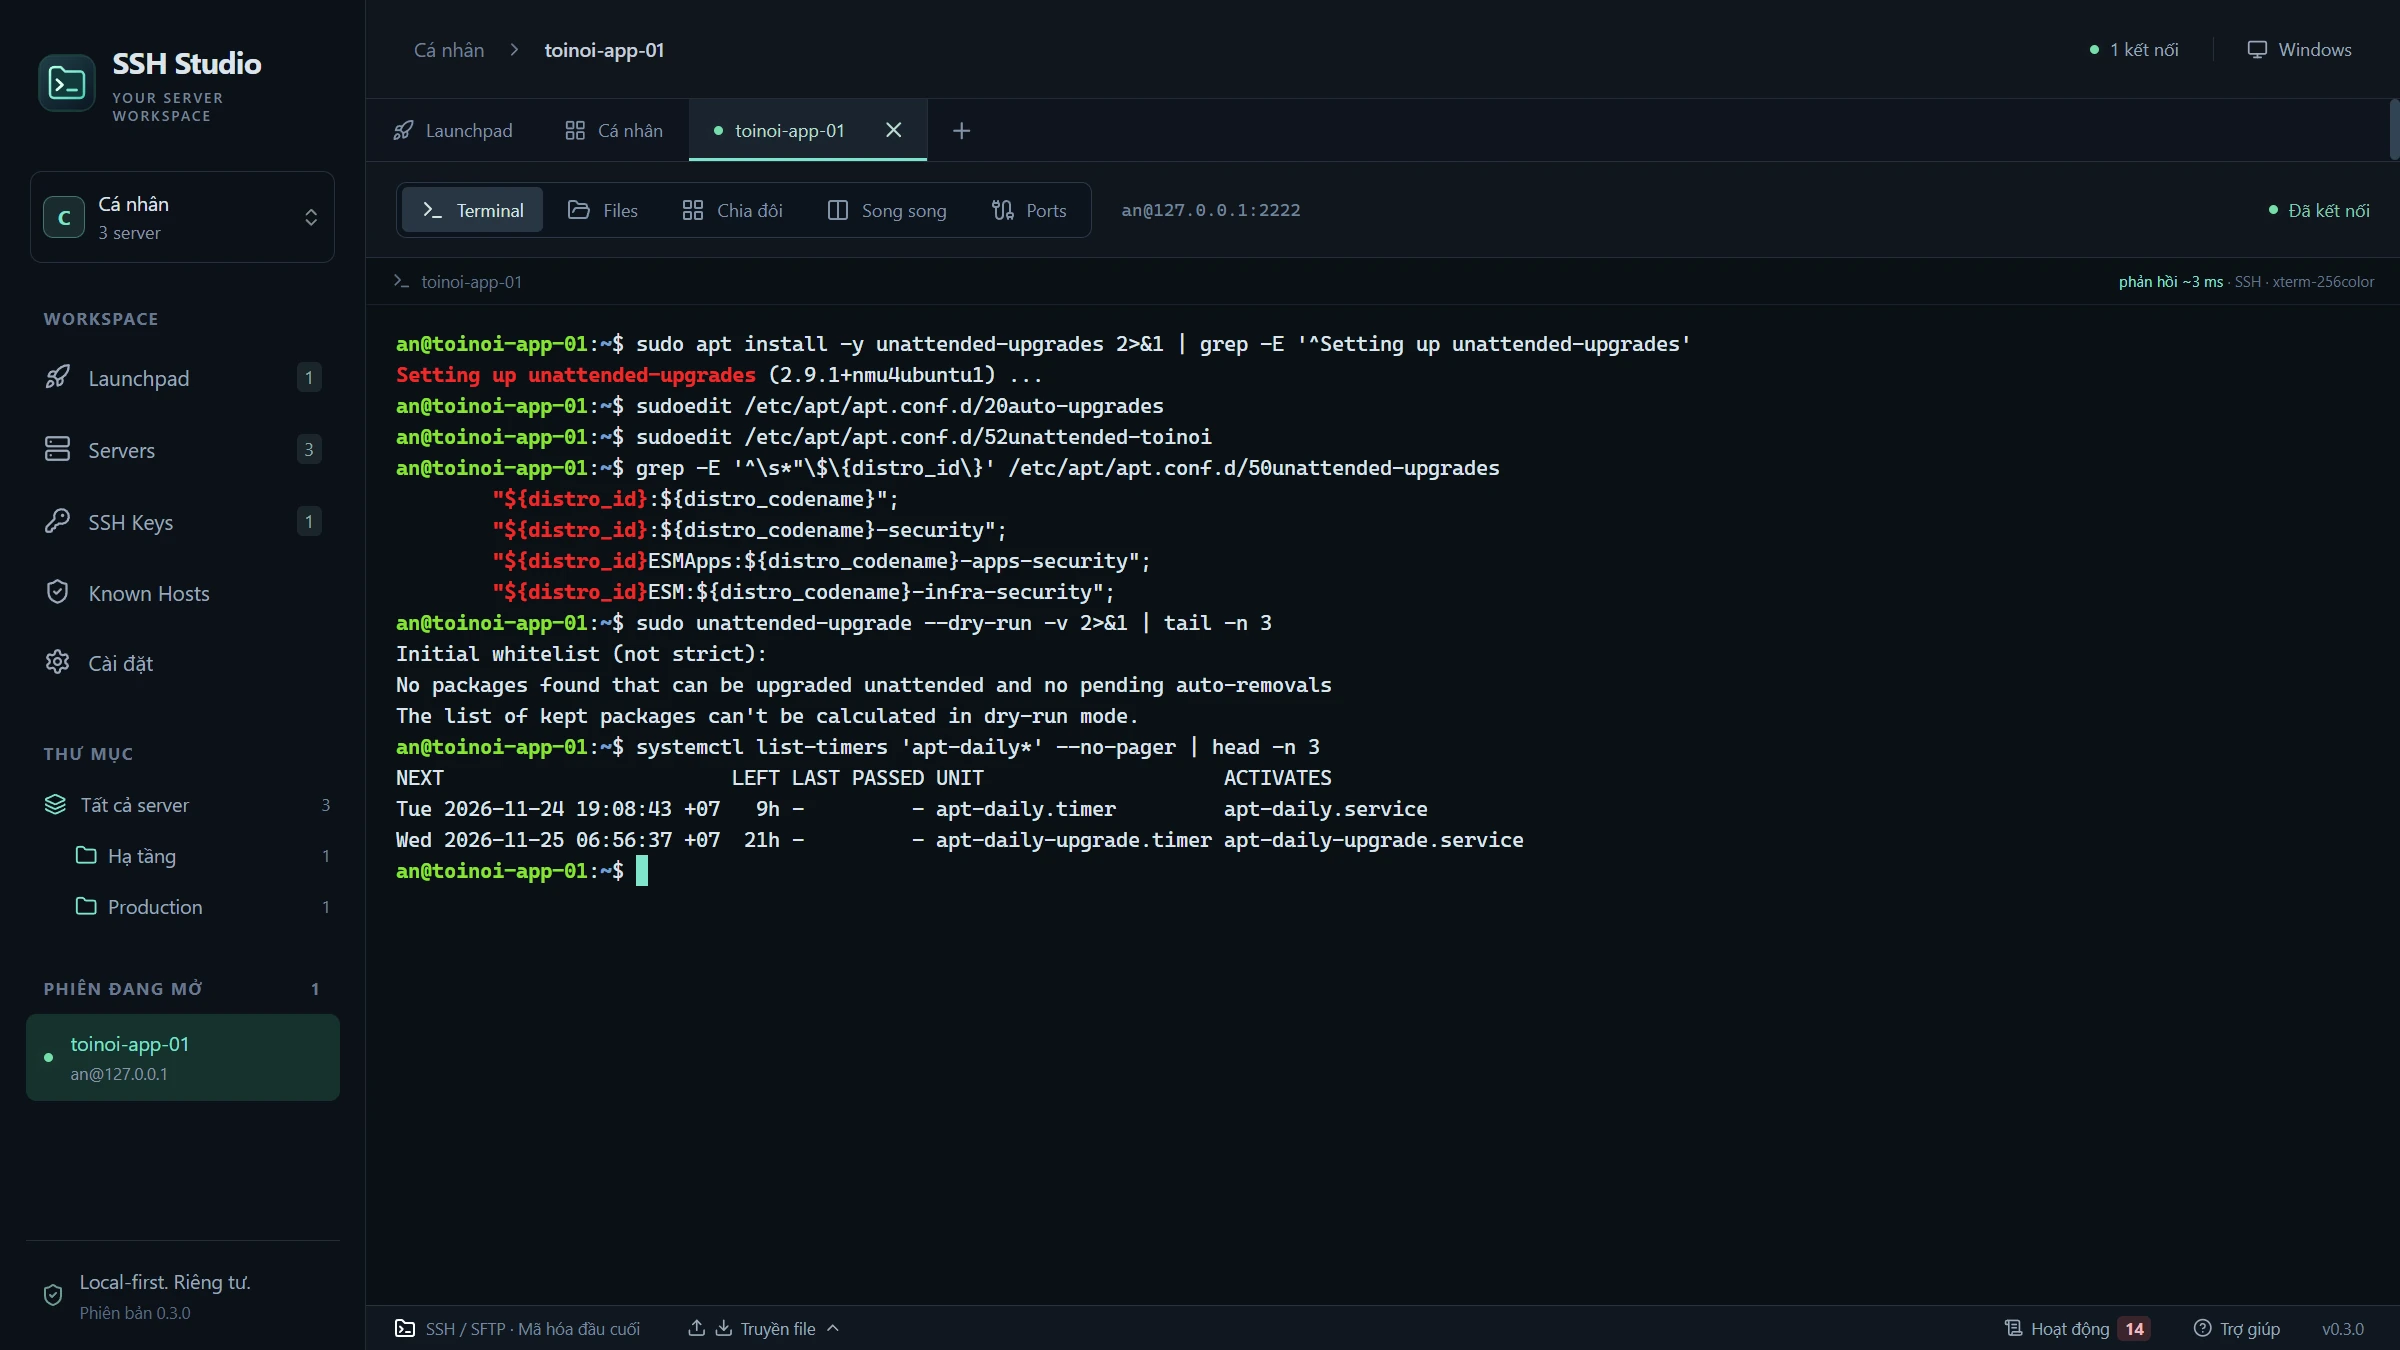 SSH Studio
YOUR SERVER
WORKSPACE
C
Cá nhân
3 server
WORKSPACE
Launchpad 1
Servers 3
SSH Keys 1
Known Hosts
Cài đặt
THƯ MỤC
Tất cả server 3
Hạ tầng 1
Production 1
PHIÊN ĐANG MỞ 1
toinoi-app-01
an@127.0.0.1
Local-first. Riêng tư.
Phiên bản 0.3.0
Cá nhân > toinoi-app-01
1 kết nối
Windows
Launchpad
Cá nhân
toinoi-app-01
Terminal
Files
Chia đôi
Song song
Ports
an@127.0.0.1:2222
Đã kết nối
toinoi-app-01
phản hồi ~3 ms · SSH · xterm-256color
an@toinoi-app-01:~$ sudo apt install -y unattended-upgrades 2>&1 | grep -E '^Setting up unattended-upgrades'
Setting up unattended-upgrades (2.9.1+nmu4ubuntu1) ...
an@toinoi-app-01:~$ sudoedit /etc/apt/apt.conf.d/20auto-upgrades
an@toinoi-app-01:~$ sudoedit /etc/apt/apt.conf.d/52unattended-toinoi
an@toinoi-app-01:~$ grep -E '^\s*"\$\{distro_id\}' /etc/apt/apt.conf.d/50unattended-upgrades
"${distro_id}:${distro_codename}";
"${distro_id}:${distro_codename}-security";
"${distro_id}ESMApps:${distro_codename}-apps-security";
"${distro_id}ESM:${distro_codename}-infra-security";
an@toinoi-app-01:~$ sudo unattended-upgrade --dry-run -v 2>&1 | tail -n 3
Initial whitelist (not strict):
No packages found that can be upgraded unattended and no pending auto-removals
The list of kept packages can't be calculated in dry-run mode.
an@toinoi-app-01:~$ systemctl list-timers 'apt-daily*' --no-pager | head -n 3
NEXT LEFT LAST PASSED UNIT ACTIVATES
Tue 2026-11-24 19:08:43 +07 9h - - apt-daily.timer apt-daily.service
Wed 2026-11-25 06:56:37 +07 21h - - apt-daily-upgrade.timer apt-daily-upgrade.service
an@toinoi-app-01:~$
SSH / SFTP · Mã hóa đầu cuối
Truyền file
Hoạt động 14
Trợ giúp
v0.3.0